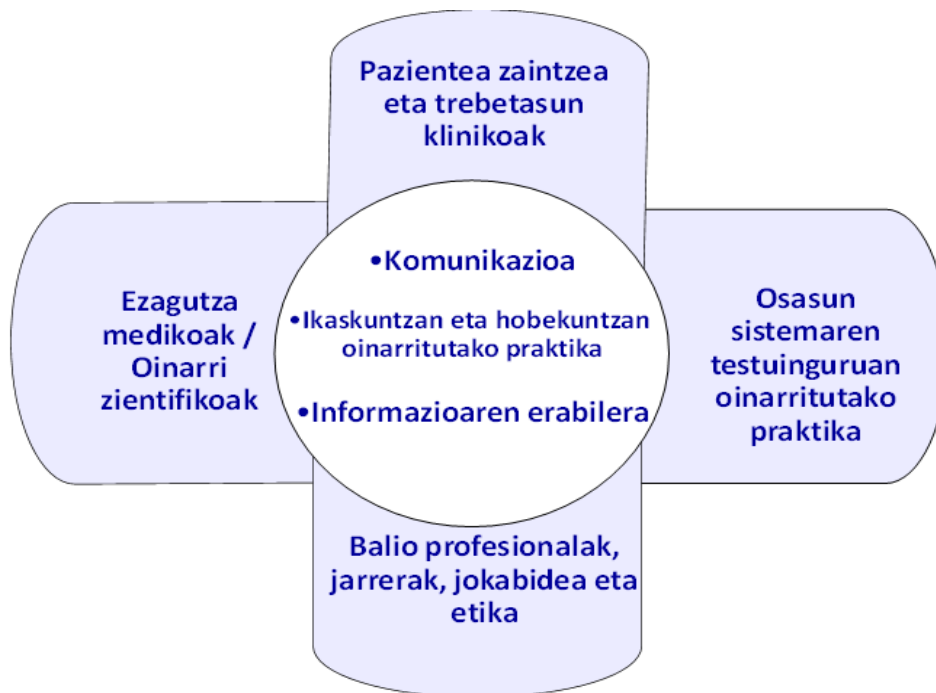 Pazientea zaintzea
eta trebetasun
klinikoak
Ezagutza
medikoak /
Oinarri
zientifikoak
•Komunikazioa
•Ikaskuntzan eta hobekuntzan
oinarritutako praktika
•Informazioaren erabilera
Osasun
sistemaren
testuinguruan
oinarritutako
praktika
Balio profesionalak,
jarrerak, jokabidea eta
etika